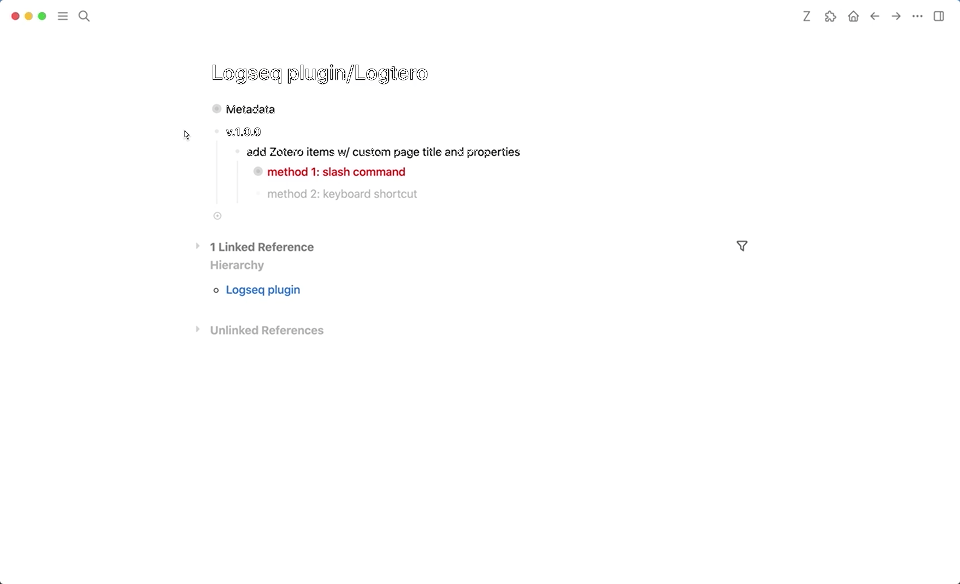 Z
Logseq plugin/Logtero
Metadata
v.1.0.0
add Zotero items w/ custom page title and properties
method 1: slash command
method 2: keyboard shortcut
1 Linked Reference
Hierarchy
Logseq plugin
Unlinked References